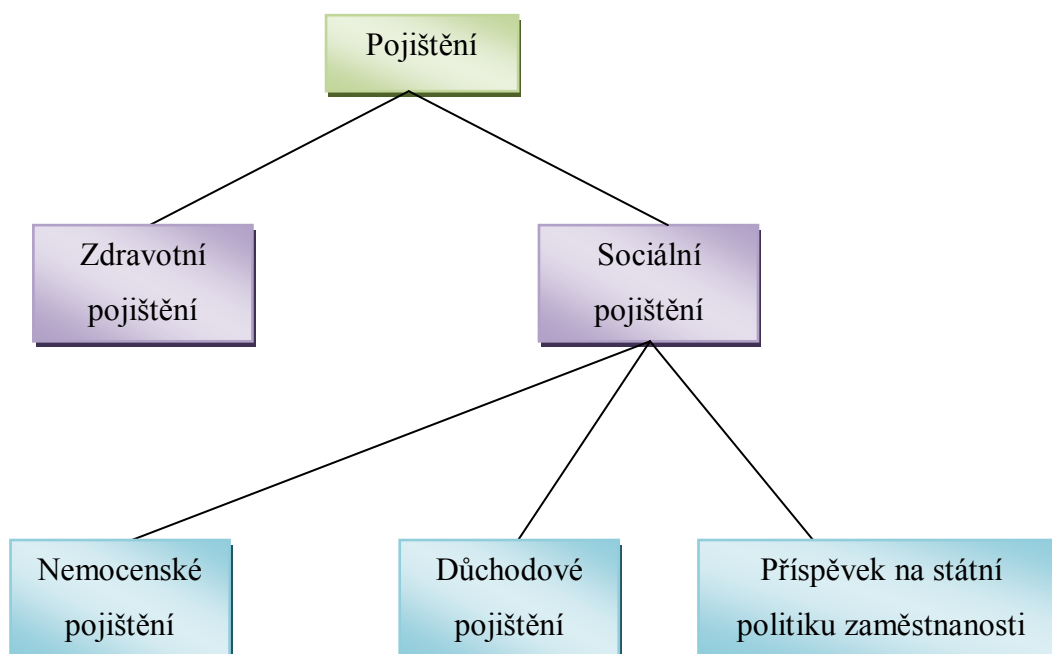 Pojištění
Zdravotní
pojištění
Sociální
pojištění
Nemocenské
pojištění
Důchodové
pojištění
Příspěvek na státní
politiku zaměstnanosti